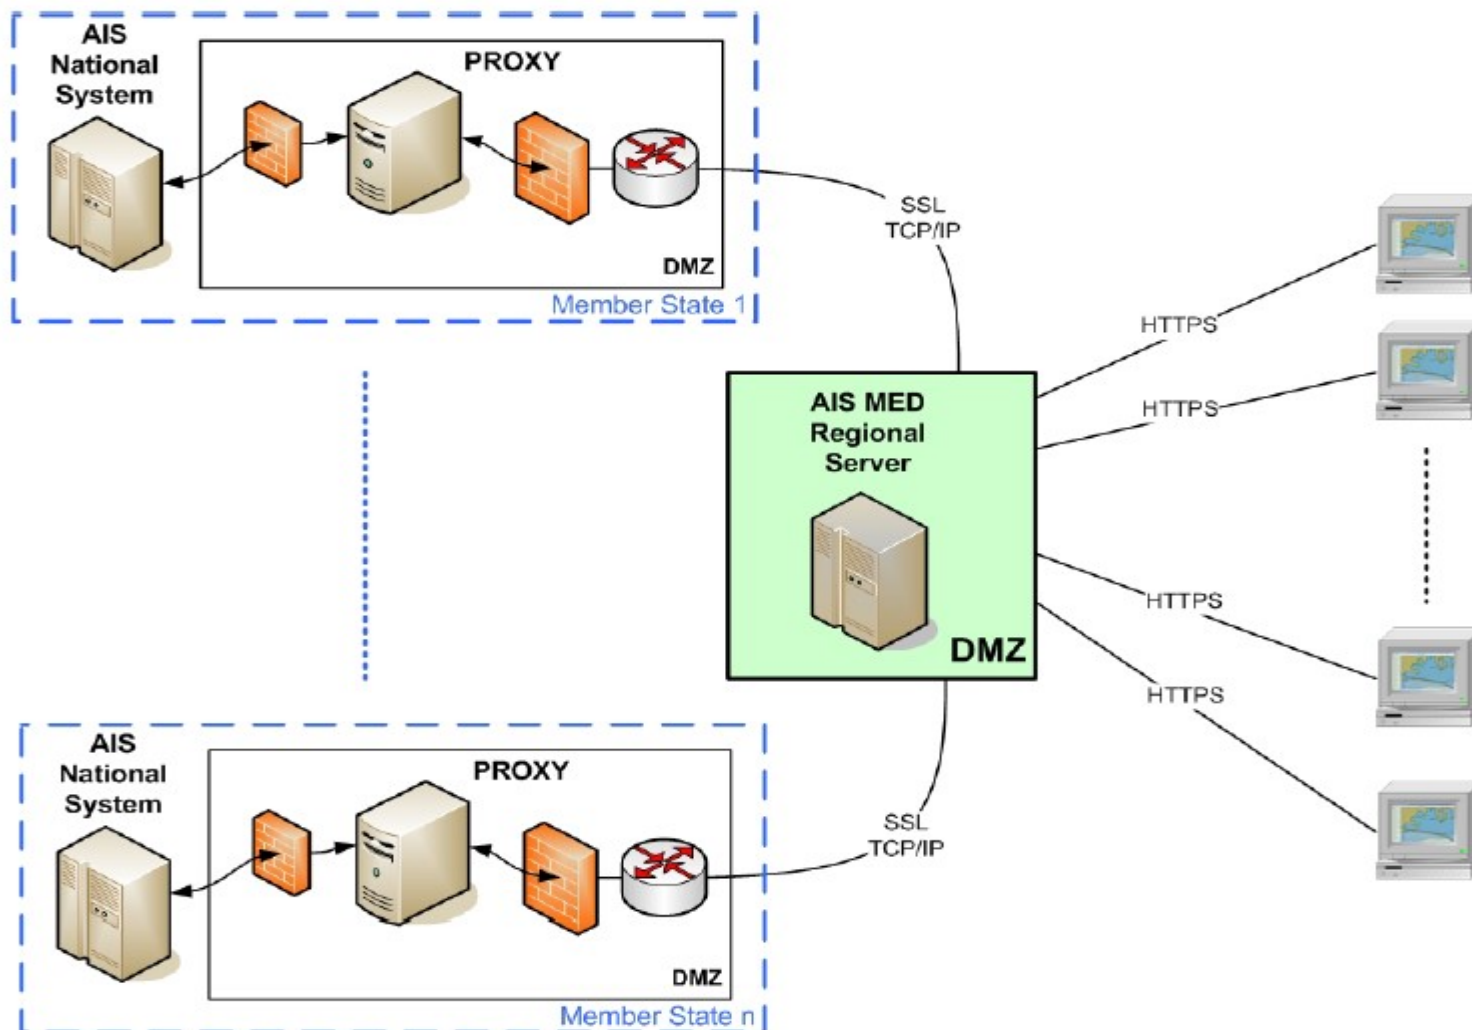 AIS
National
System
PROXY
DMZ
Member State 1
SSL
TCP/IP
HTTPS
HTTPS
AIS MED
Regional
Server
DMZ
HTTPS
HTTPS
AIS
National
System
PROXY
DMZ
Member State n
SSL
TCP/IP